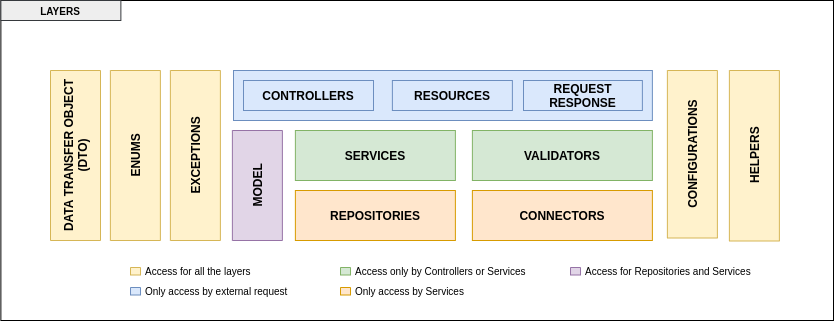 LAYERS
DATA TRANSFER OBJECT
(DTO)
ENUMS
EXCEPTIONS
CONTROLLERS
RESOURCES
REQUEST
RESPONSE
MODEL
SERVICES
VALIDATORS
REPOSITORIES
CONNECTORS
CONFIGURATIONS
HELPERS
Access for all the layers
Access only by Controllers or Services
Access for Repositories and Services
Only access by external request
Only access by Services